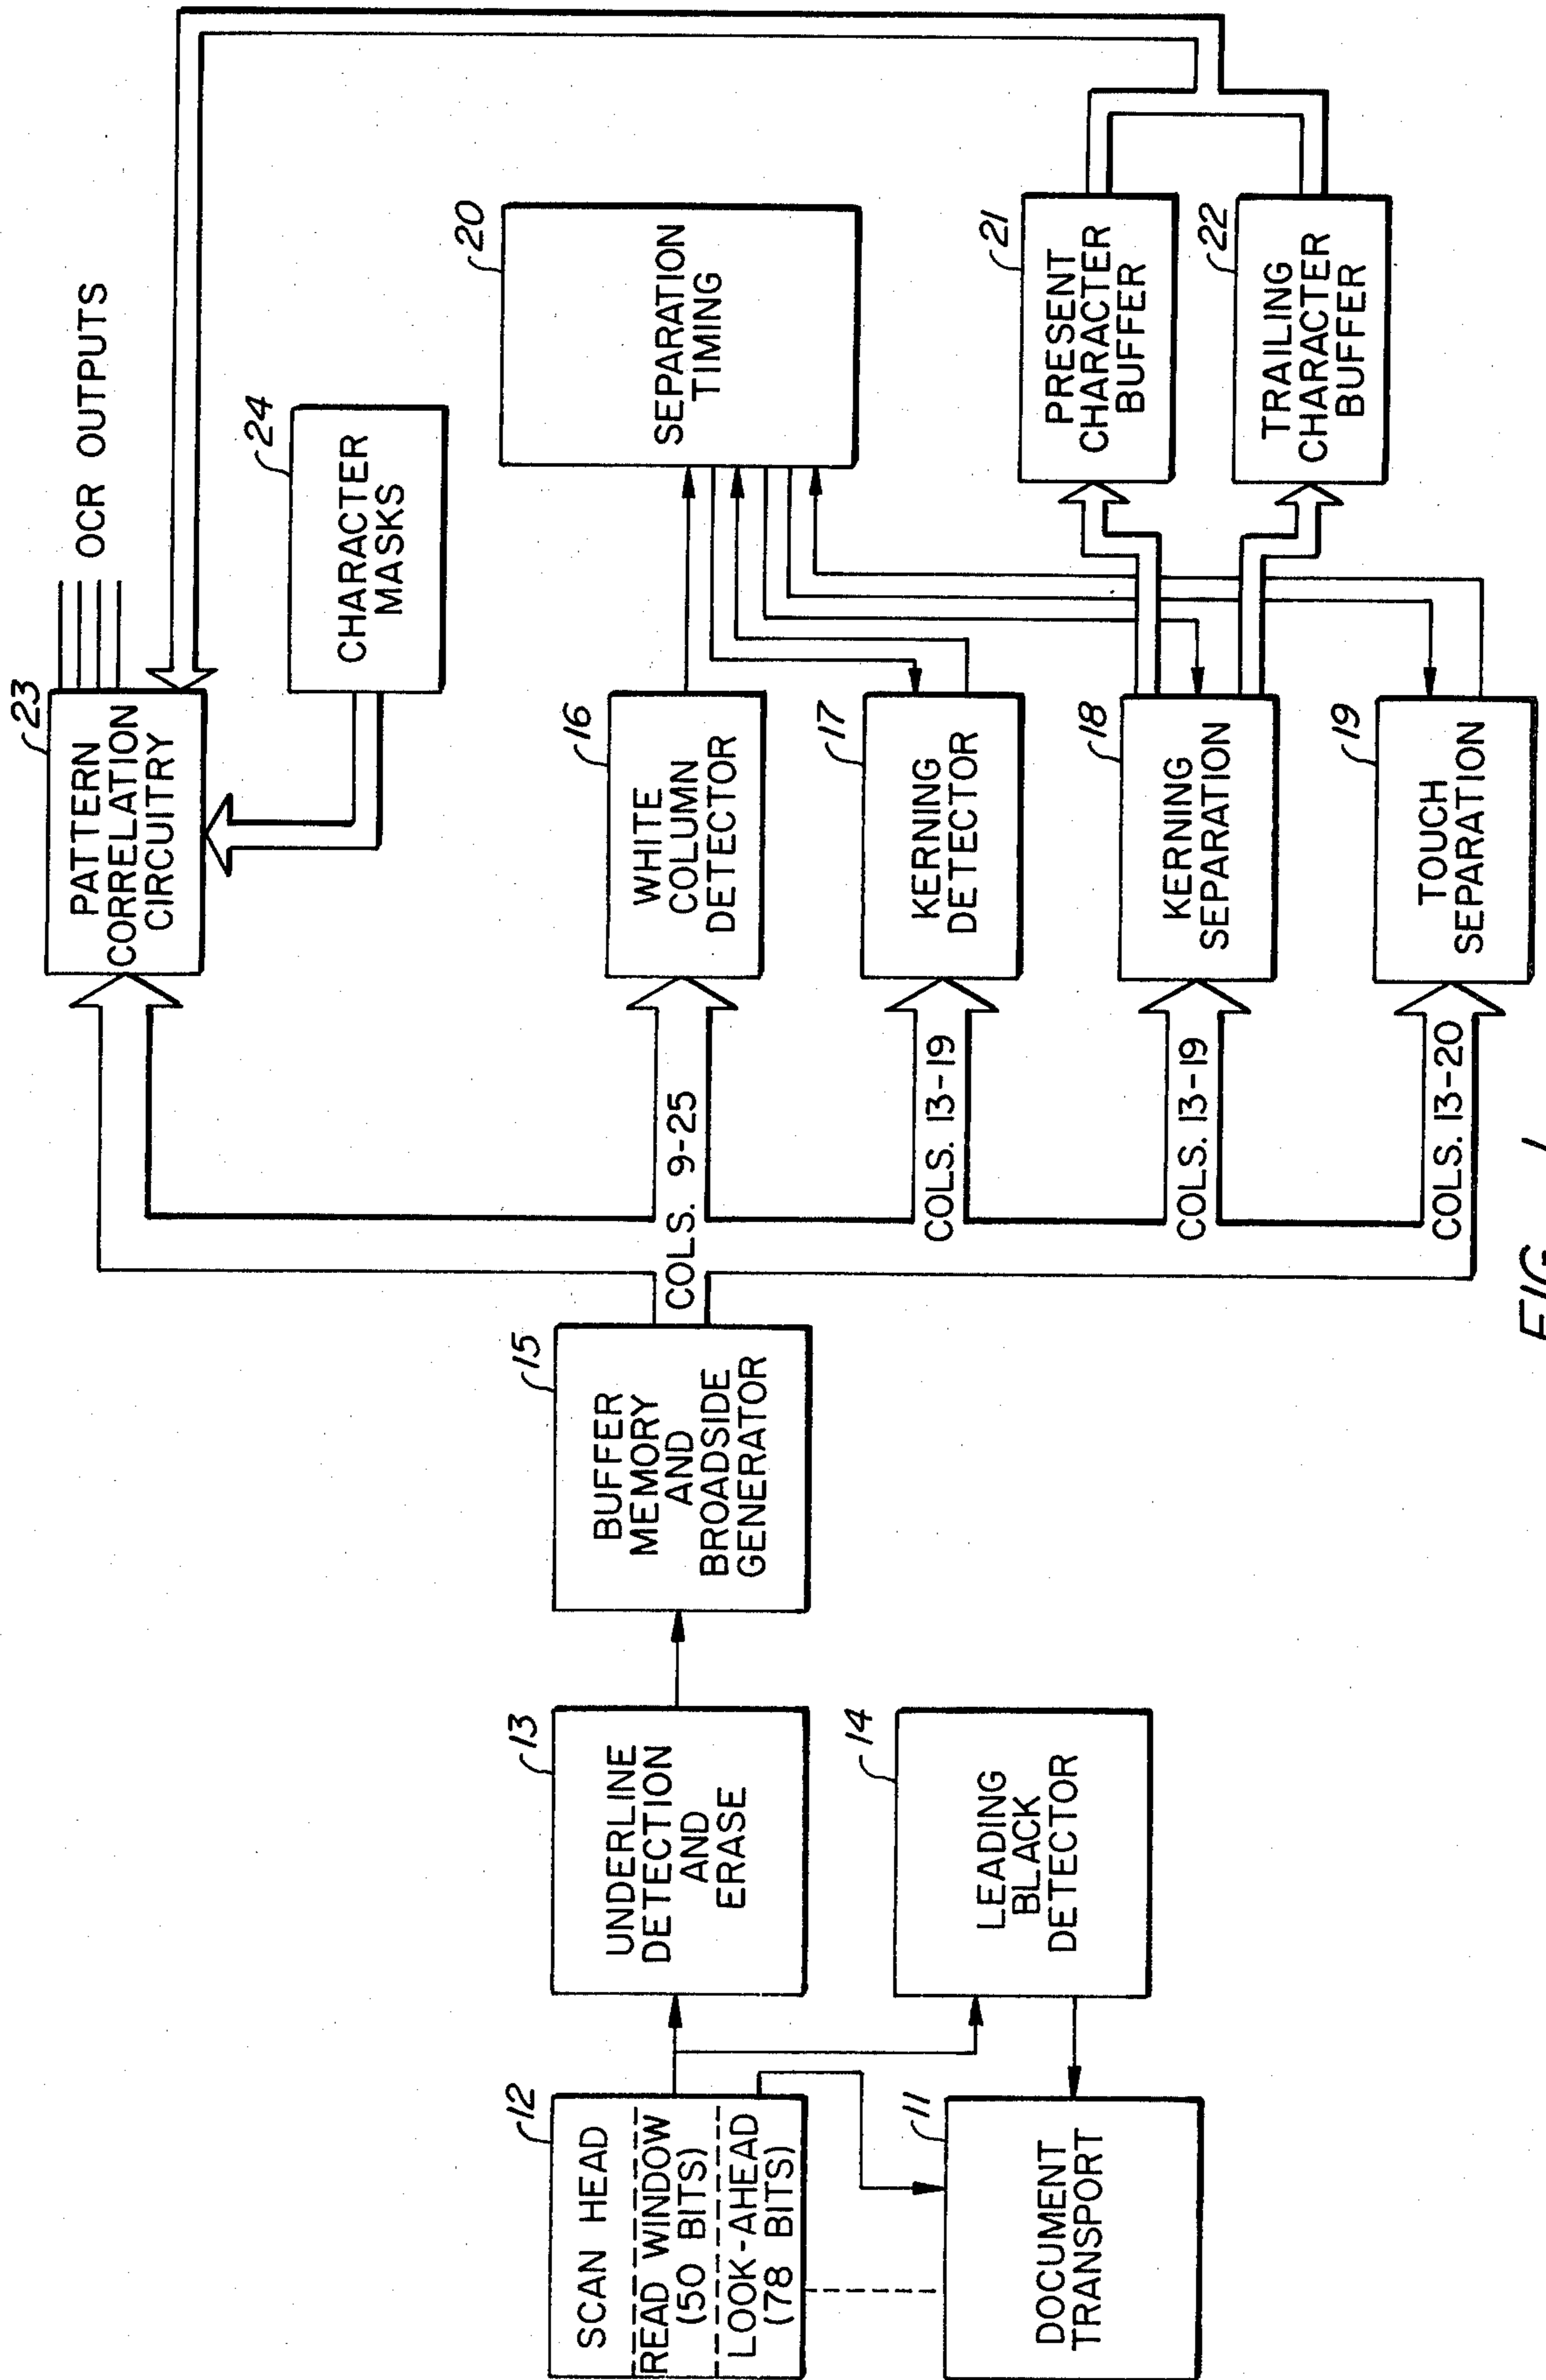 12
SCAN HEAD
READ WINDOW
(50 BITS)
LOOK-AHEAD
(78 BITS)
11
DOCUMENT
TRANSPORT
13
UNDERLINE
DETECTION
AND
ERASE
14
LEADING
BLACK
DETECTOR
15
BUFFER
MEMORY
AND
BROADSIDE
GENERATOR
COLS. 9-25
COLS. 13-19
COLS. 13-19
COLS. 13-20
23
PATTERN
CORRELATION
CIRCUITRY
OCR OUTPUTS
24
CHARACTER
MASKS
16
WHITE
COLUMN
DETECTOR
17
KERNING
DETECTOR
18
KERNING
SEPARATION
19
TOUCH
SEPARATION
20
SEPARATION
TIMING
21
PRESENT
CHARACTER
BUFFER
22
TRAILING
CHARACTER
BUFFER